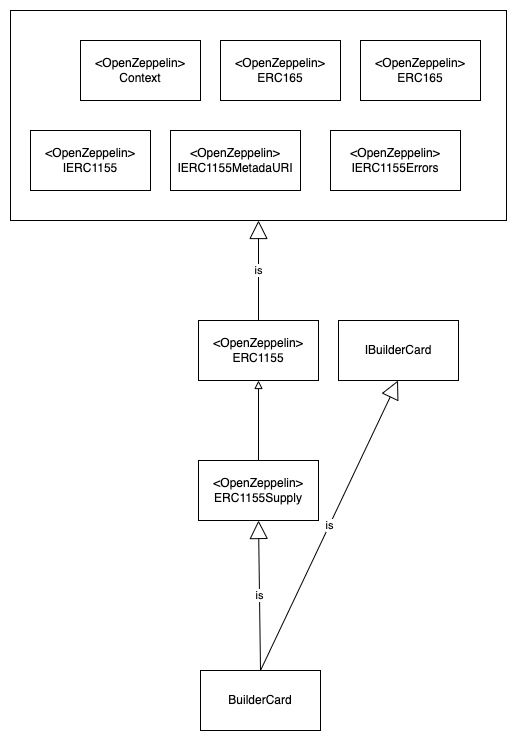 <OpenZeppelin>
Context
<OpenZeppelin>
ERC165
<OpenZeppelin>
ERC165
<OpenZeppelin>
IERC1155
<OpenZeppelin>
IERC1155MetadaURI
<OpenZeppelin>
IERC1155Errors
is
<OpenZeppelin>
ERC1155
IBuilderCard
<OpenZeppelin>
ERC1155Supply
is
is
BuilderCard